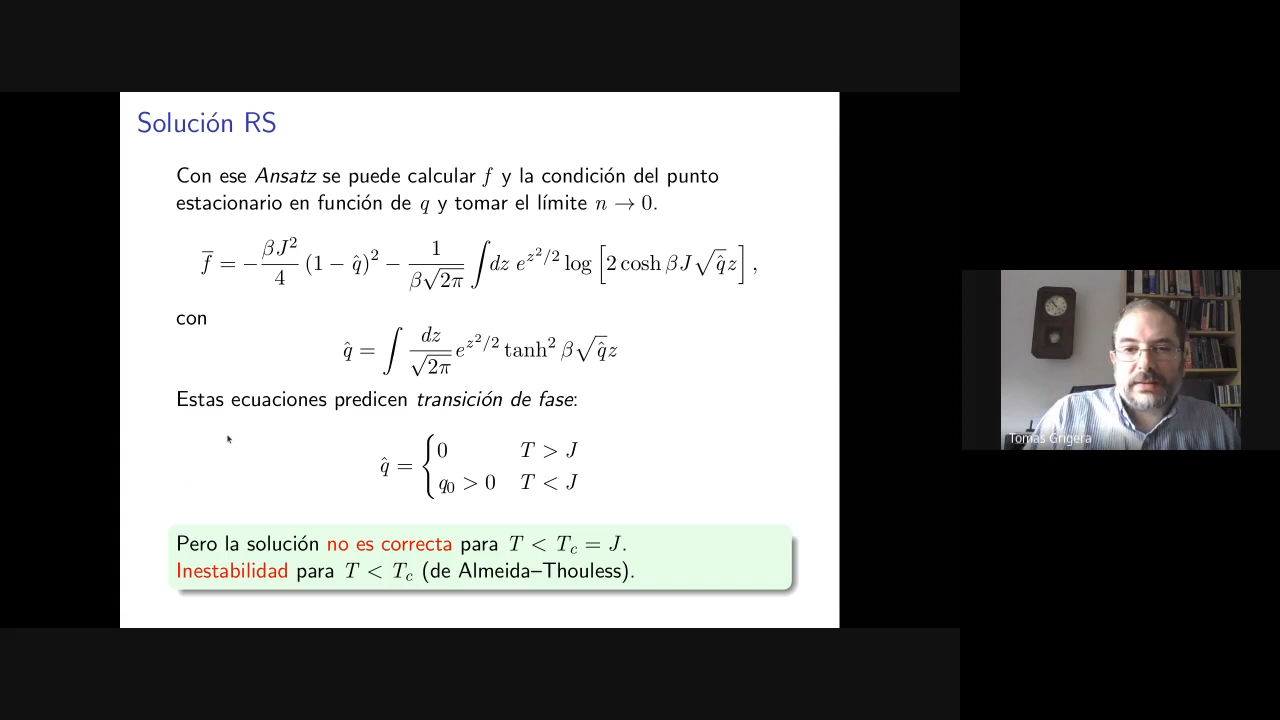 Solución RS
Con ese Ansatz se puede calcular f y la condición del punto
estacionario en función de q y tomar el límite n → 0.
f̅ = −βJ²/4 (1 − q̂)² − 1/(β√2π) ∫dz e^{z²/2} log [2 cosh βJ√q̂ z],
con
q̂ = ∫ dz/√2π e^{z²/2} tanh² β√q̂ z
Estas ecuaciones predicen transición de fase:
q̂ = { 0 T > J
q₀ > 0 T < J
Pero la solución no es correcta para T < T_c = J.
Inestabilidad para T < T_c (de Almeida–Thouless).
Tomas Grigera